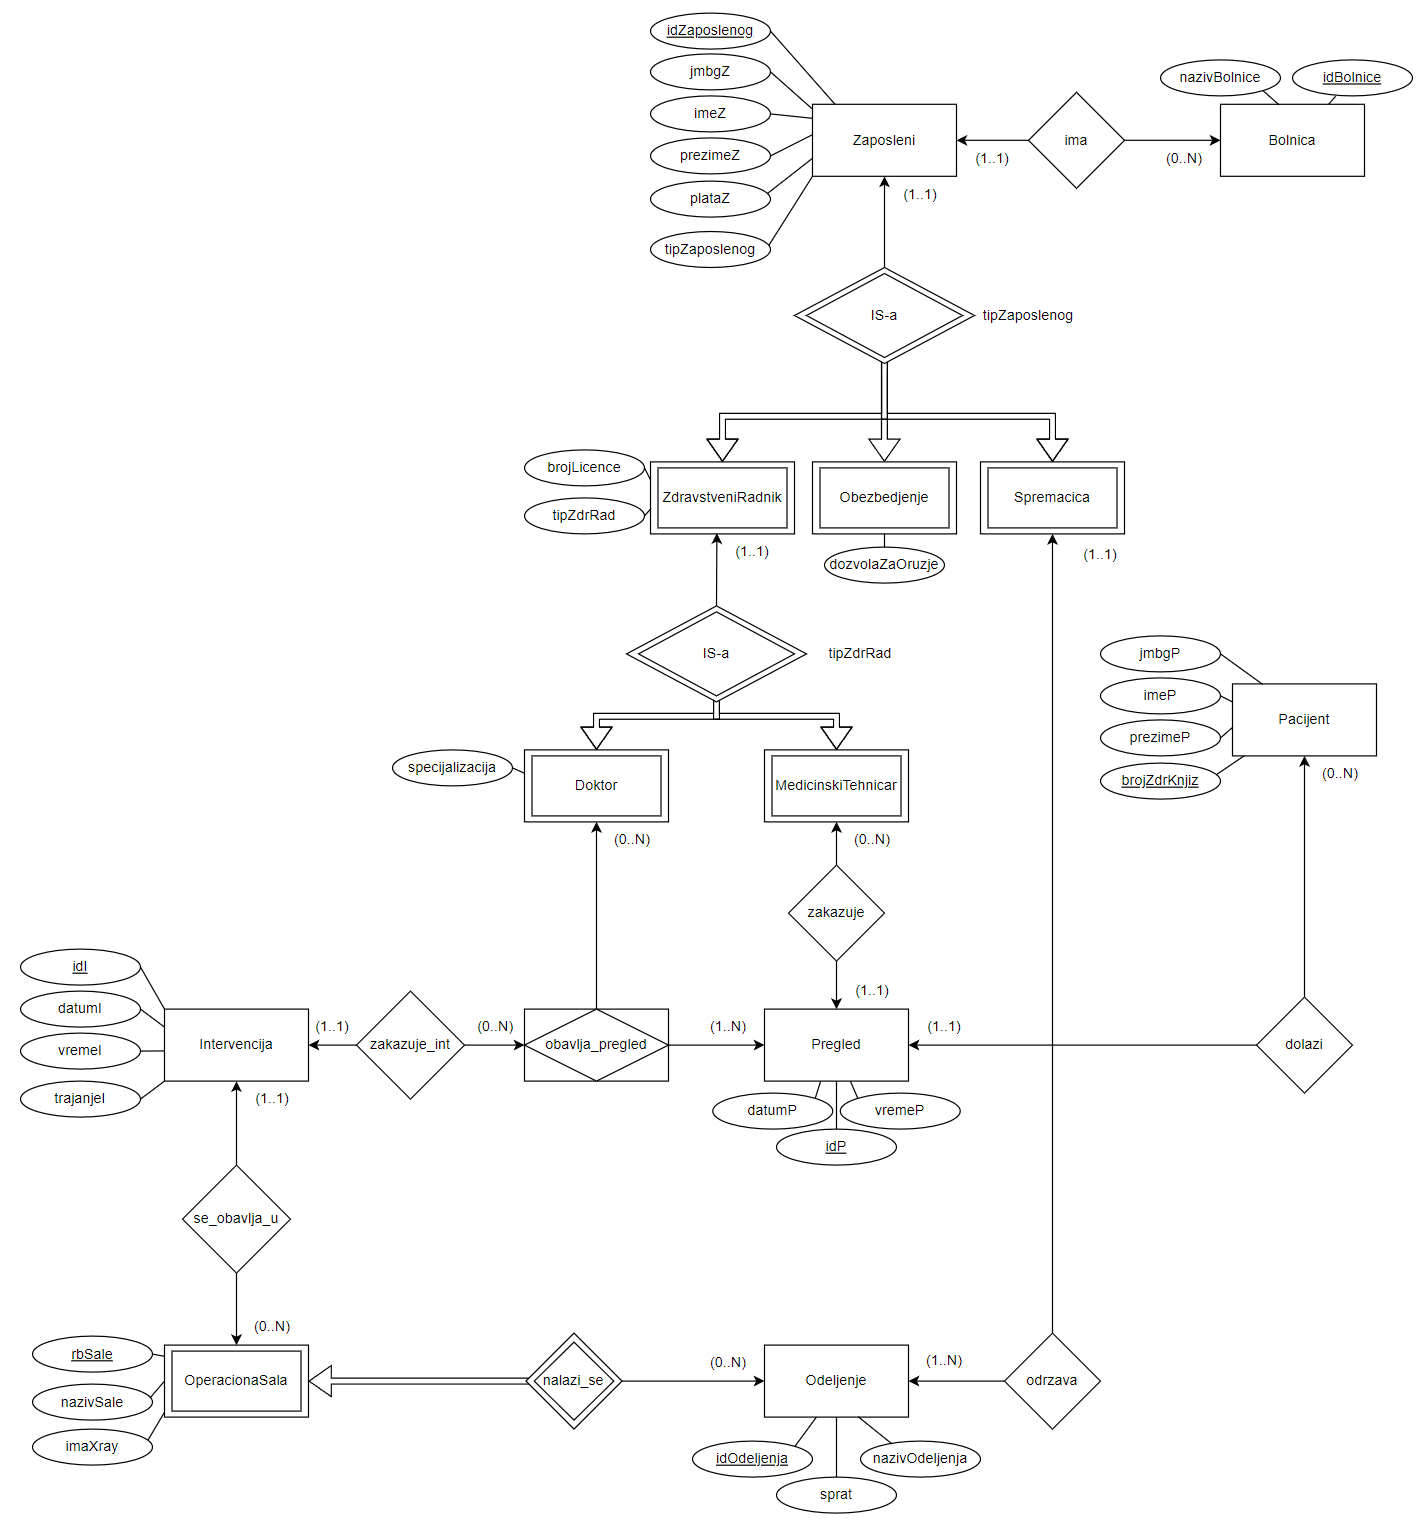 idZaposlenog
jmbgZ
imeZ
prezimeZ
plataZ
tipZaposlenog
Zaposleni
(1..1)
ima
(0..N)
nazivBolnice
idBolnice
Bolnica
(1..1)
IS-a
tipZaposlenog
brojLicence
tipZdrRad
ZdravstveniRadnik
Obezbedjenje
Spremacica
dozvolaZaOruzje
(1..1)
(1..1)
IS-a
tipZdrRad
jmbgP
imeP
prezimeP
brojZdrKnjiz
Pacijent
(0..N)
specijalizacija
Doktor
MedicinskiTehnicar
(0..N)
(0..N)
zakazuje
(1..1)
idI
datumI
vremeI
trajanjeI
Intervencija
(1..1)
zakazuje_int
(0..N)
obavlja_pregled
(1..N)
Pregled
(1..1)
dolazi
datumP
vremeP
idP
(1..1)
se_obavlja_u
(0..N)
rbSale
nazivSale
imaXray
OperacionaSala
nalazi_se
(0..N)
Odeljenje
(1..N)
odrzava
idOdeljenja
nazivOdeljenja
sprat